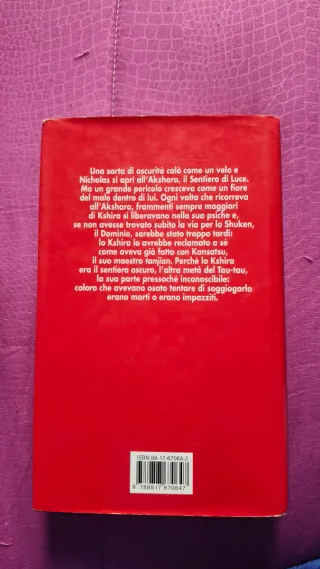 Una sorta di oscurità calò come un velo e
Nicholas si aprì all'Akshara, il Sentiero di Luce.
Ma un grande pericolo cresceva come un fiore
del male dentro di lui. Ogni volta che ricorreva
all'Akshara, frammenti sempre maggiori
di Kshira si liberavano nella sua psiche e,
se non avesse trovato subito la via per lo Shuken,
il Dominio, sarebbe stato troppo tardi:
lo Kshira lo avrebbe reclamato a sé
come aveva già fatto con Kansatsu,
il suo maestro tanjian. Perché lo Kshira
era il sentiero oscuro, l'altra metà del Tau-tau,
la sua parte pressoché inconoscibile:
coloro che avevano osato tentare di soggiogarlo
erano morti o erano impazziti.
ISBN 88-17-67064-2
9 788817 670647